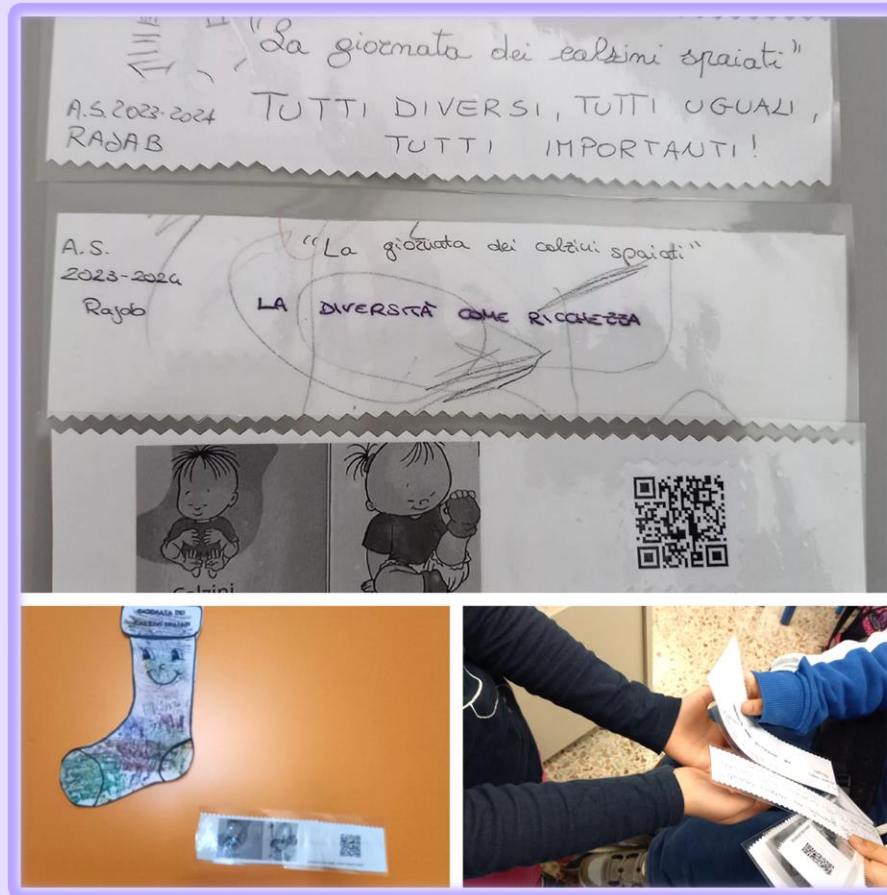 "La giornata dei calzini spaiati"
A.S. 2023-2024 TUTTI DIVERSI, TUTTI UGUALI,
RAJAB TUTTI IMPORTANTI!
A.S. "La giornata dei calzini spaiati"
2023-2024
Rajab LA DIVERSITÀ COME RICCHEZZA
Calzini